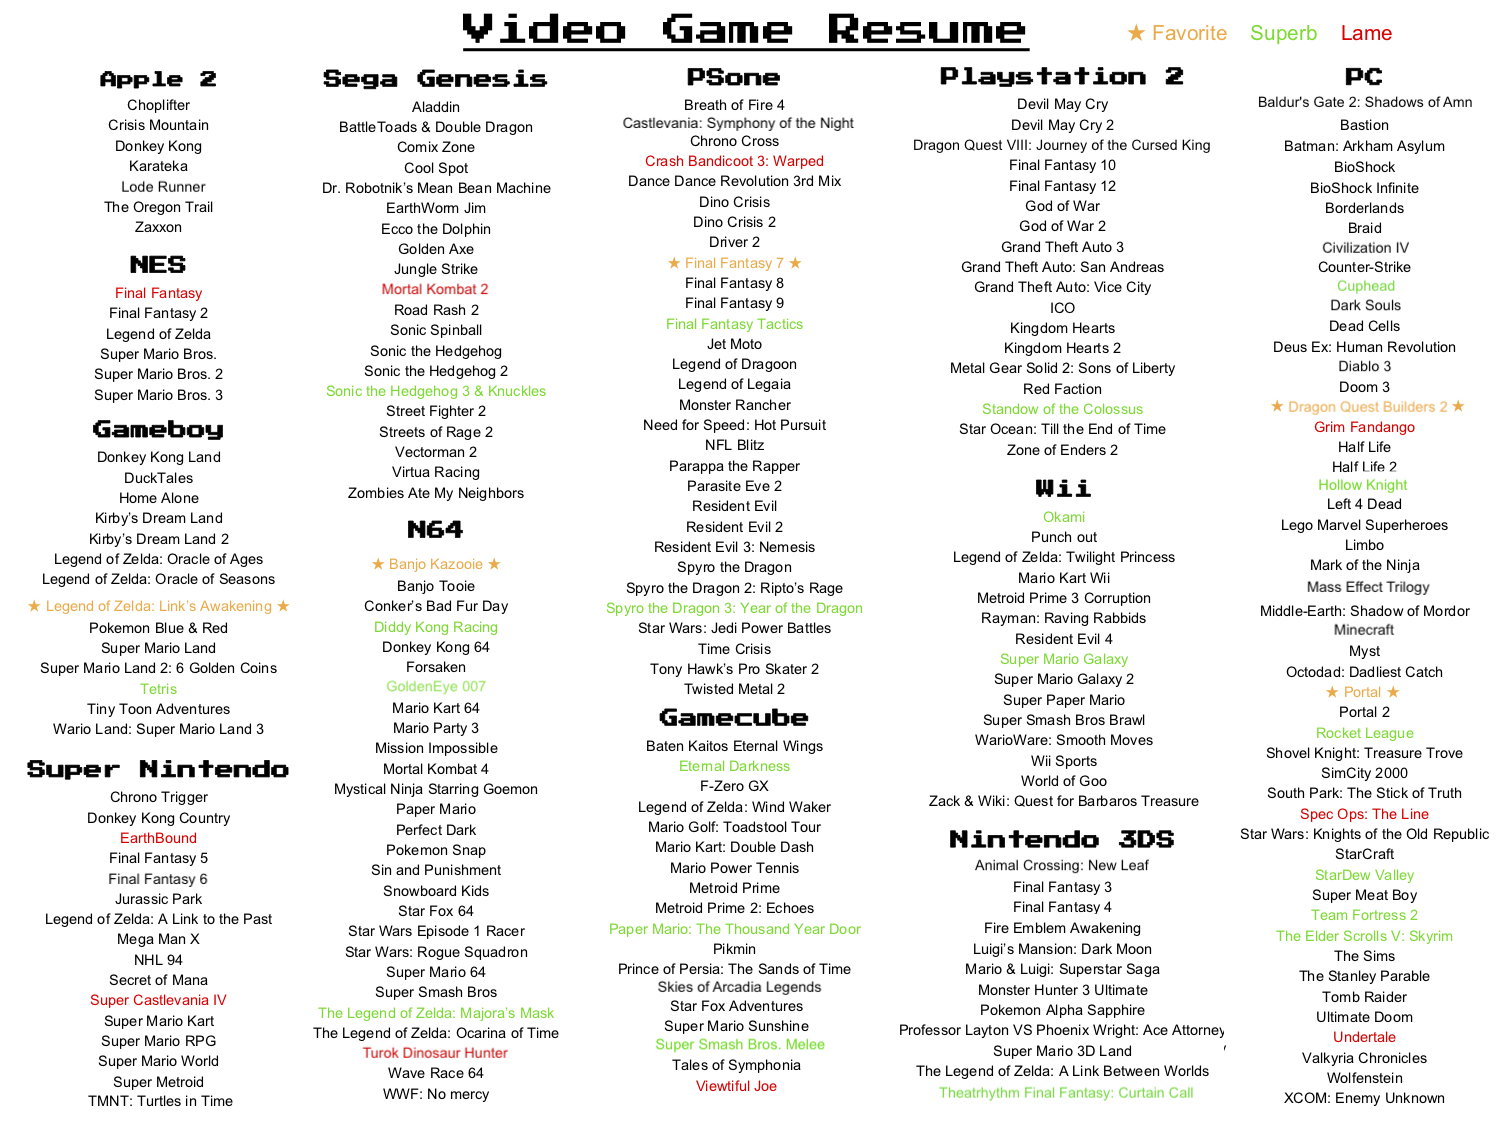 Video Game Resume
★ Favorite Superb Lame
Apple 2
Choplifter
Crisis Mountain
Donkey Kong
Karateka
Lode Runner
The Oregon Trail
Zaxxon
NES
Final Fantasy
Final Fantasy 2
Legend of Zelda
Super Mario Bros.
Super Mario Bros. 2
Super Mario Bros. 3
Gameboy
Donkey Kong Land
DuckTales
Home Alone
Kirby's Dream Land
Kirby's Dream Land 2
Legend of Zelda: Oracle of Ages
Legend of Zelda: Oracle of Seasons
★ Legend of Zelda: Link's Awakening ★
Pokemon Blue & Red
Super Mario Land
Super Mario Land 2: 6 Golden Coins
Tetris
Tiny Toon Adventures
Wario Land: Super Mario Land 3
Super Nintendo
Chrono Trigger
Donkey Kong Country
EarthBound
Final Fantasy 5
Final Fantasy 6
Jurassic Park
Legend of Zelda: A Link to the Past
Mega Man X
NHL 94
Secret of Mana
Super Castlevania IV
Super Mario Kart
Super Mario RPG
Super Mario World
Super Metroid
TMNT: Turtles in Time
Sega Genesis
Aladdin
BattleToads & Double Dragon
Comix Zone
Cool Spot
Dr. Robotnik's Mean Bean Machine
EarthWorm Jim
Ecco the Dolphin
Golden Axe
Jungle Strike
Mortal Kombat 2
Road Rash 2
Sonic Spinball
Sonic the Hedgehog
Sonic the Hedgehog 2
Sonic the Hedgehog 3 & Knuckles
Street Fighter 2
Streets of Rage 2
Vectorman 2
Virtua Racing
Zombies Ate My Neighbors
N64
★ Banjo Kazooie ★
Banjo Tooie
Conker's Bad Fur Day
Diddy Kong Racing
Donkey Kong 64
Forsaken
GoldenEye 007
Mario Kart 64
Mario Party 3
Mission Impossible
Mortal Kombat 4
Mystical Ninja Starring Goemon
Paper Mario
Perfect Dark
Pokemon Snap
Sin and Punishment
Snowboard Kids
Star Fox 64
Star Wars Episode 1 Racer
Star Wars: Rogue Squadron
Super Mario 64
Super Smash Bros
The Legend of Zelda: Majora's Mask
The Legend of Zelda: Ocarina of Time
Turok Dinosaur Hunter
Wave Race 64
WWF: No mercy
PSone
Breath of Fire 4
Castlevania: Symphony of the Night
Chrono Cross
Crash Bandicoot 3: Warped
Dance Dance Revolution 3rd Mix
Dino Crisis
Dino Crisis 2
Driver 2
★ Final Fantasy 7 ★
Final Fantasy 8
Final Fantasy 9
Final Fantasy Tactics
Jet Moto
Legend of Dragoon
Legend of Legaia
Monster Rancher
Need for Speed: Hot Pursuit
NFL Blitz
Parappa the Rapper
Parasite Eve 2
Resident Evil
Resident Evil 2
Resident Evil 3: Nemesis
Spyro the Dragon
Spyro the Dragon 2: Ripto's Rage
Spyro the Dragon 3: Year of the Dragon
Star Wars: Jedi Power Battles
Time Crisis
Tony Hawk's Pro Skater 2
Twisted Metal 2
Gamecube
Baten Kaitos Eternal Wings
Eternal Darkness
F-Zero GX
Legend of Zelda: Wind Waker
Mario Golf: Toadstool Tour
Mario Kart: Double Dash
Mario Power Tennis
Metroid Prime
Metroid Prime 2: Echoes
Paper Mario: The Thousand Year Door
Pikmin
Prince of Persia: The Sands of Time
Skies of Arcadia Legends
Star Fox Adventures
Super Mario Sunshine
Super Smash Bros. Melee
Tales of Symphonia
Viewtiful Joe
Playstation 2
Devil May Cry
Devil May Cry 2
Dragon Quest VIII: Journey of the Cursed King
Final Fantasy 10
Final Fantasy 12
God of War
God of War 2
Grand Theft Auto 3
Grand Theft Auto: San Andreas
Grand Theft Auto: Vice City
ICO
Kingdom Hearts
Kingdom Hearts 2
Metal Gear Solid 2: Sons of Liberty
Red Faction
Standow of the Colossus
Star Ocean: Till the End of Time
Zone of Enders 2
Wii
Okami
Punch out
Legend of Zelda: Twilight Princess
Mario Kart Wii
Metroid Prime 3 Corruption
Rayman: Raving Rabbids
Resident Evil 4
Super Mario Galaxy
Super Mario Galaxy 2
Super Paper Mario
Super Smash Bros Brawl
WarioWare: Smooth Moves
Wii Sports
World of Goo
Zack & Wiki: Quest for Barbaros Treasure
Nintendo 3DS
Animal Crossing: New Leaf
Final Fantasy 3
Final Fantasy 4
Fire Emblem Awakening
Luigi's Mansion: Dark Moon
Mario & Luigi: Superstar Saga
Monster Hunter 3 Ultimate
Pokemon Alpha Sapphire
Professor Layton VS Phoenix Wright: Ace Attorney
Super Mario 3D Land
The Legend of Zelda: A Link Between Worlds
Theatrhythm Final Fantasy: Curtain Call
PC
Baldur's Gate 2: Shadows of Amn
Bastion
Batman: Arkham Asylum
BioShock
BioShock Infinite
Borderlands
Braid
Civilization IV
Counter-Strike
Cuphead
Dark Souls
Dead Cells
Deus Ex: Human Revolution
Diablo 3
Doom 3
★ Dragon Quest Builders 2 ★
Grim Fandango
Half Life
Half Life 2
Hollow Knight
Left 4 Dead
Lego Marvel Superheroes
Limbo
Mark of the Ninja
Mass Effect Trilogy
Middle-Earth: Shadow of Mordor
Minecraft
Myst
Octodad: Dadliest Catch
★ Portal ★
Portal 2
Rocket League
Shovel Knight: Treasure Trove
SimCity 2000
South Park: The Stick of Truth
Spec Ops: The Line
Star Wars: Knights of the Old Republic
StarCraft
StarDew Valley
Super Meat Boy
Team Fortress 2
The Elder Scrolls V: Skyrim
The Sims
The Stanley Parable
Tomb Raider
Ultimate Doom
Undertale
Valkyria Chronicles
Wolfenstein
XCOM: Enemy Unknown